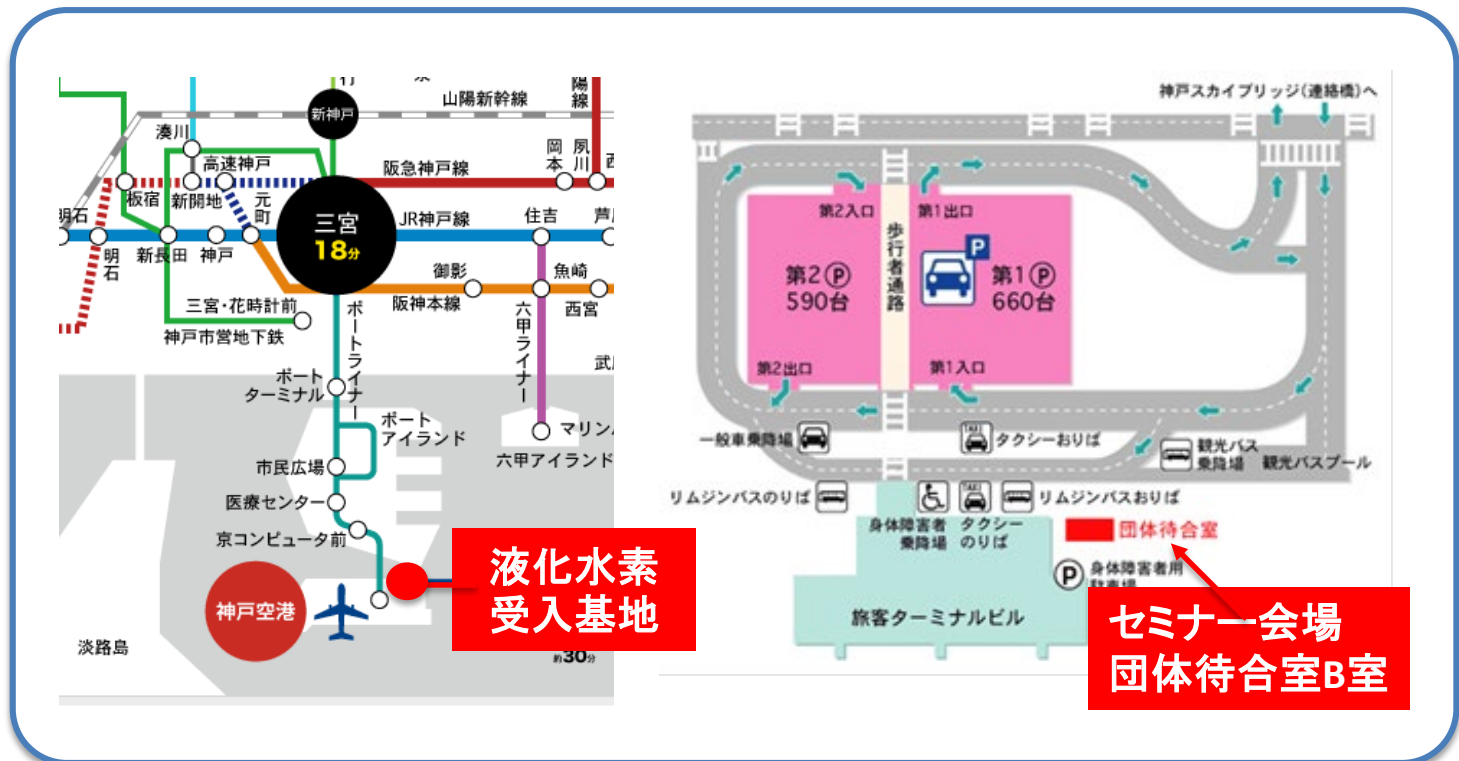 山陽新幹線
陽線
新神戸
湊川
高速神戸
岡本
夙川
阪急神戸線
板宿
新開地
元町
三宮
18分
JR神戸線
住吉
明石
明石
新長田
神戸
御影
魚崎
三宮・花時計前
阪神本線
西宮
神戸市営地下鉄
ポートライナー
六甲ライナー
ポート
ターミナル
ポート
アイランド
マリン
市民広場
六甲アイランド
医療センター
京コンピュータ前
液化水素
受入基地
神戸空港
淡路島
約30分
神戸スカイブリッジ(連絡橋)へ
第2入口
第1出口
歩行者通路
P
第2Ⓟ
590台
第1Ⓟ
660台
第2出口
第1入口
一般車乗降場
TAXI
タクシーおりば
観光バス
乗降場
観光バスプール
リムジンバスのりば
TAXI
リムジンバスおりば
身体障害者
乗降場
タクシー
のりば
団体待合室
P
身体障害者用
駐車場
旅客ターミナルビル
セミナー会場
団体待合室B室